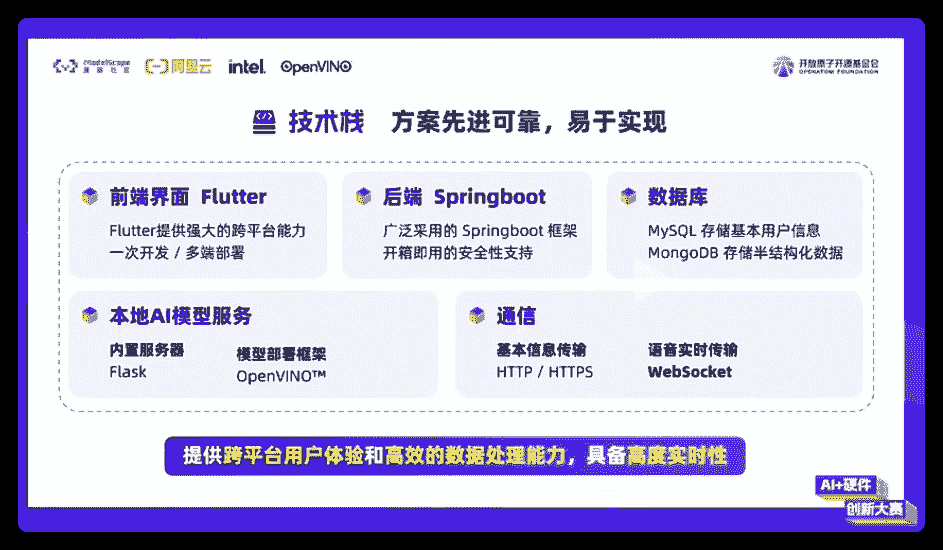 ModelScope
魔搭社区
阿里云
intel.
OpenVINO
开放原子开源基金会
OPENATOM FOUNDATION
技术栈 方案先进可靠，易于实现
前端界面 Flutter
Flutter提供强大的跨平台能力
一次开发 / 多端部署
后端 Springboot
广泛采用的 Springboot 框架
开箱即用的安全性支持
数据库
MySQL 存储基本用户信息
MongoDB 存储半结构化数据
本地AI模型服务
内置服务器
Flask
模型部署框架
OpenVINO™
通信
基本信息传输
HTTP / HTTPS
语音实时传输
WebSocket
提供跨平台用户体验和高效的数据处理能力，具备高度实时性
AI+硬件
创新大赛